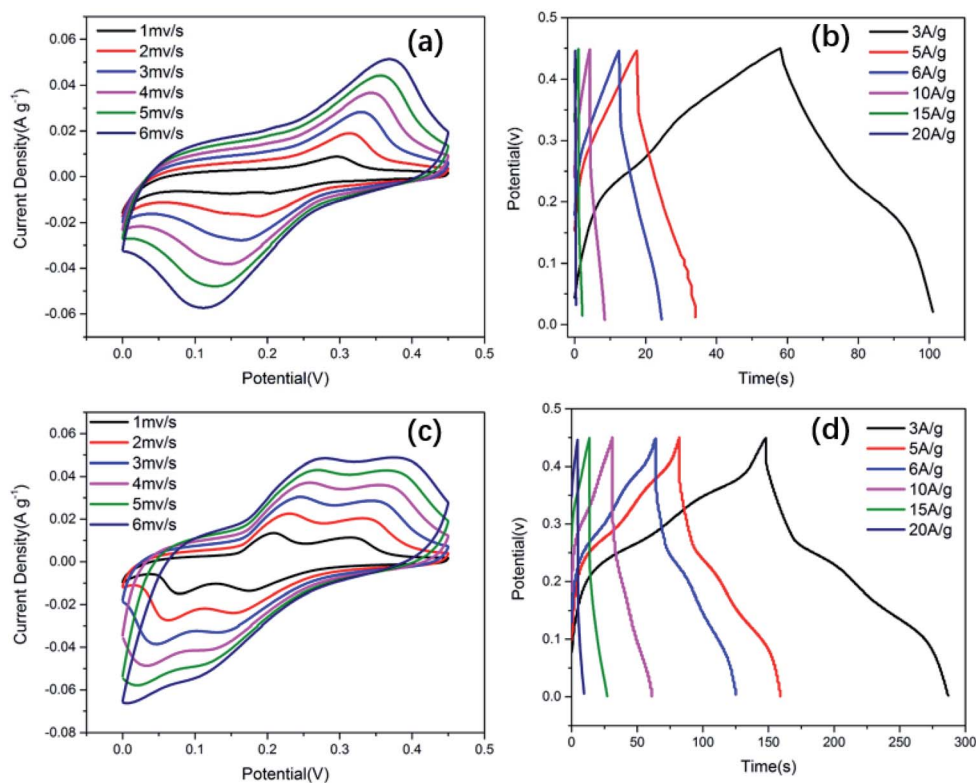 (a)
1mv/s
2mv/s
3mv/s
4mv/s
5mv/s
6mv/s
0.06
0.04
0.02
0.00
-0.02
-0.04
-0.06
Current Density(A g⁻¹)
0.0 0.1 0.2 0.3 0.4 0.5
Potential(V)
(b)
3A/g
5A/g
6A/g
10A/g
15A/g
20A/g
0.5
0.4
0.3
0.2
0.1
0.0
Potential(v)
0 20 40 60 80 100
Time(s)
(c)
1mv/s
2mv/s
3mv/s
4mv/s
5mv/s
6mv/s
0.06
0.04
0.02
0.00
-0.02
-0.04
-0.06
-0.08
Current Density(A g⁻¹)
0.0 0.1 0.2 0.3 0.4 0.5
Potential(V)
(d)
3A/g
5A/g
6A/g
10A/g
15A/g
20A/g
0.5
0.4
0.3
0.2
0.1
0.0
Potential(v)
0 50 100 150 200 250 300
Time(s)